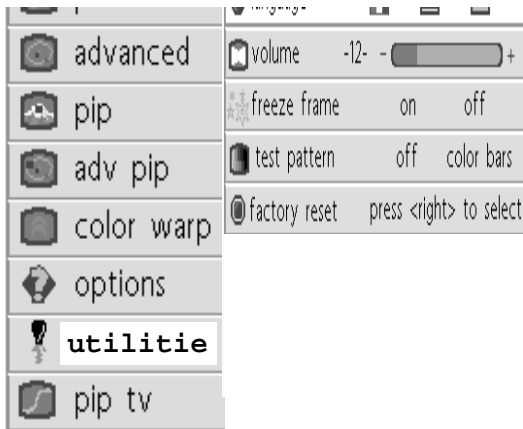 advanced
pip
adv pip
color warp
options
utilitie
pip tv
volume -12- - +
freeze frame on off
test pattern off color bars
factory reset press <right> to select